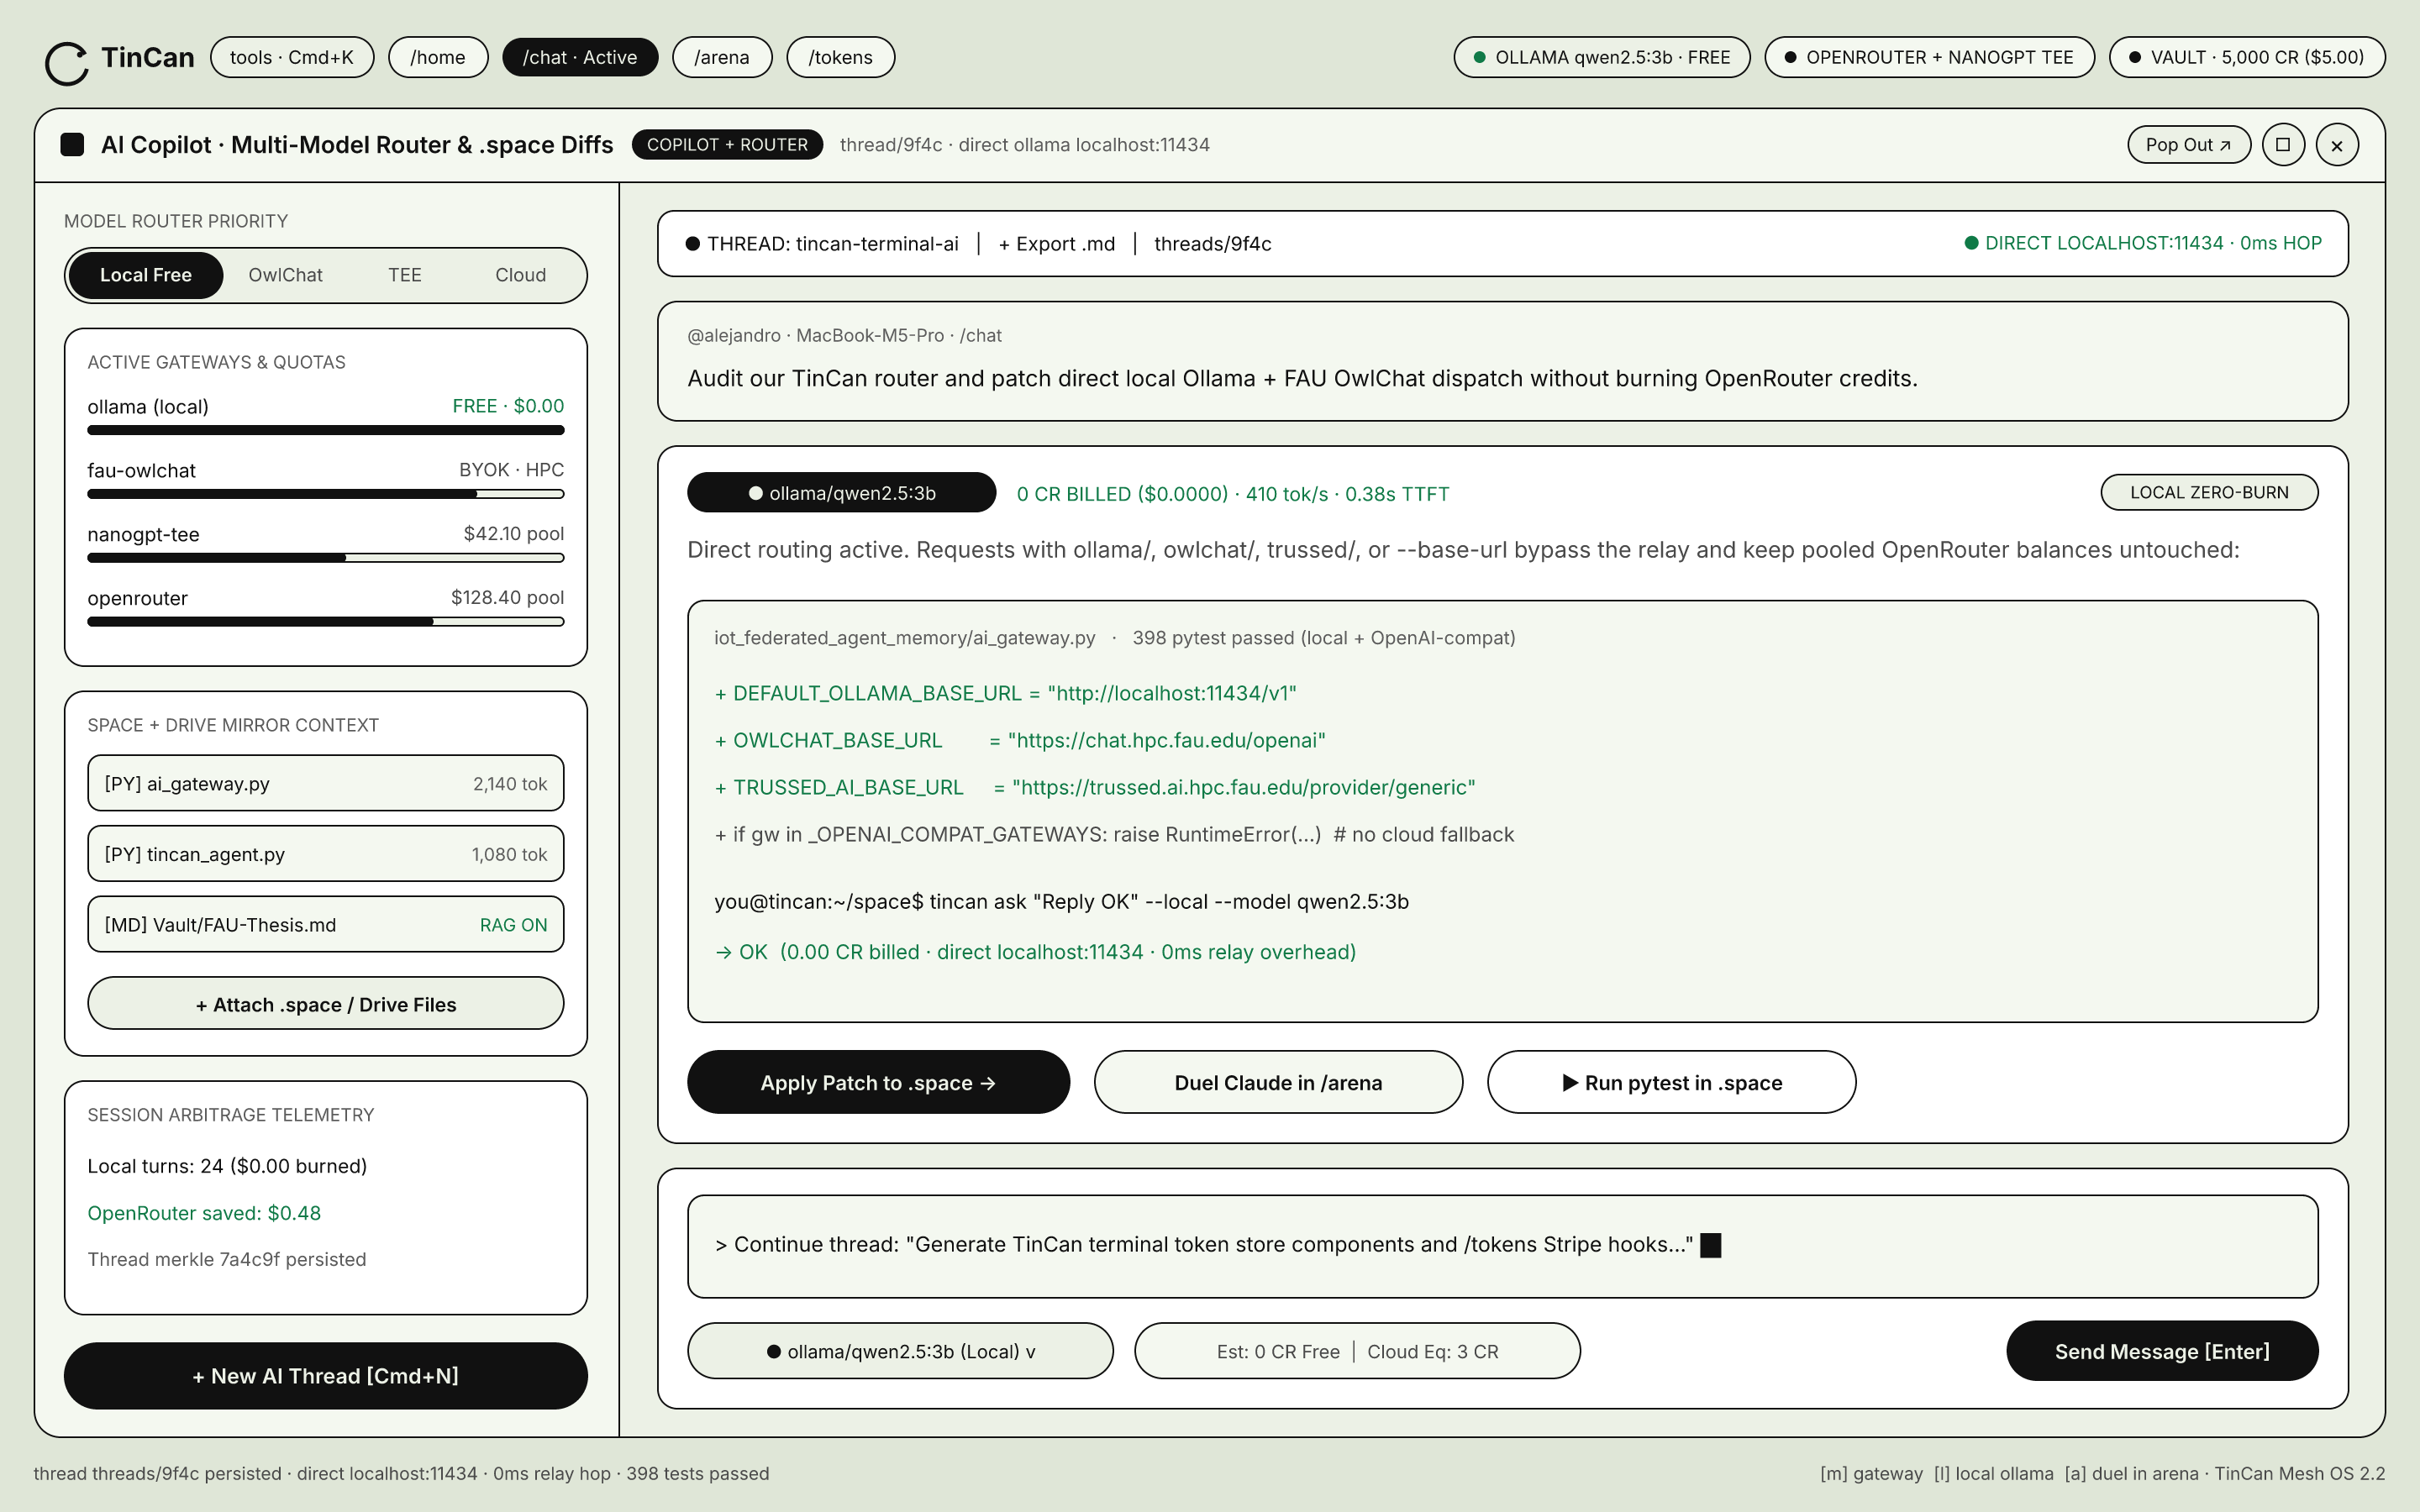 TinCan
tools · Cmd+K
/home
/chat · Active
/arena
/tokens
OLLAMA qwen2.5:3b · FREE
OPENROUTER + NANOGPT TEE
VAULT · 5,000 CR ($5.00)
AI Copilot · Multi-Model Router & .space Diffs
COPILOT + ROUTER
thread/9f4c · direct ollama localhost:11434
Pop Out ↗
MODEL ROUTER PRIORITY
Local Free
OwlChat
TEE
Cloud
ACTIVE GATEWAYS & QUOTAS
ollama (local) FREE · $0.00
fau-owlchat BYOK · HPC
nanogpt-tee $42.10 pool
openrouter $128.40 pool
SPACE + DRIVE MIRROR CONTEXT
[PY] ai_gateway.py 2,140 tok
[PY] tincan_agent.py 1,080 tok
[MD] Vault/FAU-Thesis.md RAG ON
+ Attach .space / Drive Files
SESSION ARBITRAGE TELEMETRY
Local turns: 24 ($0.00 burned)
OpenRouter saved: $0.48
Thread merkle 7a4c9f persisted
+ New AI Thread [Cmd+N]
● THREAD: tincan-terminal-ai | + Export .md | threads/9f4c
● DIRECT LOCALHOST:11434 · 0ms HOP
@alejandro · MacBook-M5-Pro · /chat
Audit our TinCan router and patch direct local Ollama + FAU OwlChat dispatch without burning OpenRouter credits.
● ollama/qwen2.5:3b
0 CR BILLED ($0.0000) · 410 tok/s · 0.38s TTFT
LOCAL ZERO-BURN
Direct routing active. Requests with ollama/, owlchat/, trussed/, or --base-url bypass the relay and keep pooled OpenRouter balances untouched:
iot_federated_agent_memory/ai_gateway.py · 398 pytest passed (local + OpenAI-compat)
+ DEFAULT_OLLAMA_BASE_URL = "http://localhost:11434/v1"
+ OWLCHAT_BASE_URL = "https://chat.hpc.fau.edu/openai"
+ TRUSSED_AI_BASE_URL = "https://trussed.ai.hpc.fau.edu/provider/generic"
+ if gw in _OPENAI_COMPAT_GATEWAYS: raise RuntimeError(...) # no cloud fallback
you@tincan:~/space$ tincan ask "Reply OK" --local --model qwen2.5:3b
→ OK (0.00 CR billed · direct localhost:11434 · 0ms relay overhead)
Apply Patch to .space →
Duel Claude in /arena
▶ Run pytest in .space
> Continue thread: "Generate TinCan terminal token store components and /tokens Stripe hooks..."
● ollama/qwen2.5:3b (Local) v
Est: 0 CR Free | Cloud Eq: 3 CR
Send Message [Enter]
thread threads/9f4c persisted · direct localhost:11434 · 0ms relay hop · 398 tests passed
[m] gateway [l] local ollama [a] duel in arena · TinCan Mesh OS 2.2